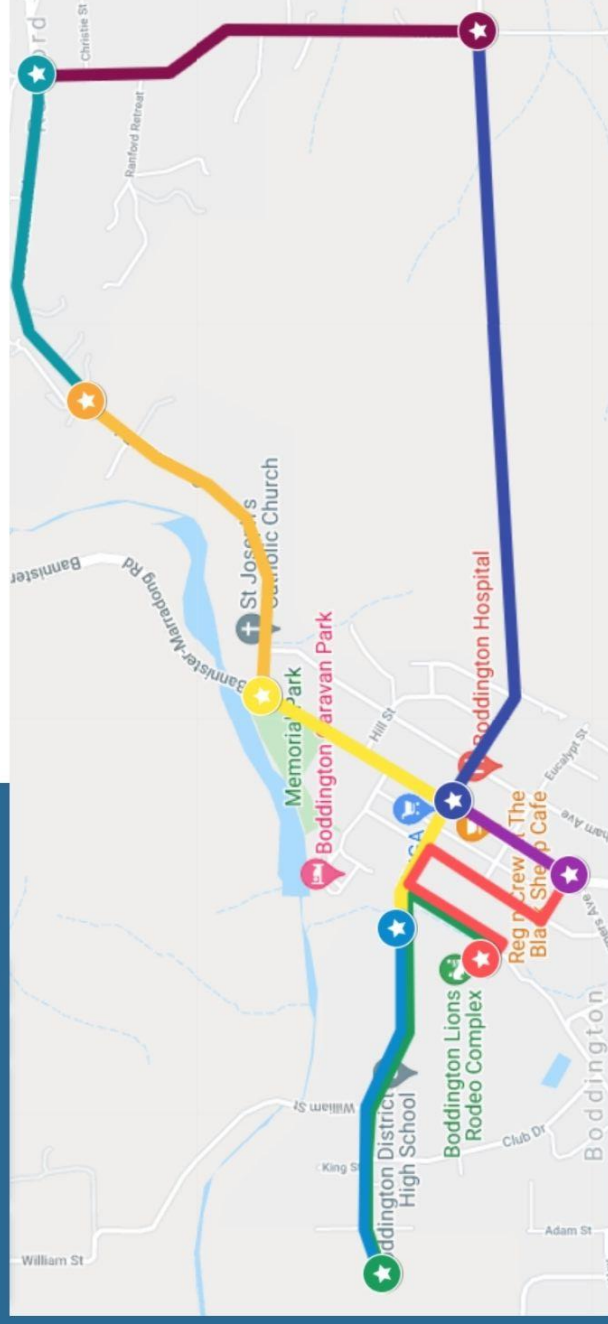 Christie St
Ranford Retreat
Bannister
Bannister-Marradong Rd
St Joseph's
Catholic Church
Memorial Park
Boddington Caravan Park
Hill St
Boddington Hospital
Eucalypt St
IGA
Reg n Crew at The
Black Sheep Cafe
Boddington Lions
Rodeo Complex
Boddington
William St
Boddington District
High School
Club Dr
King St
Adam St
William St